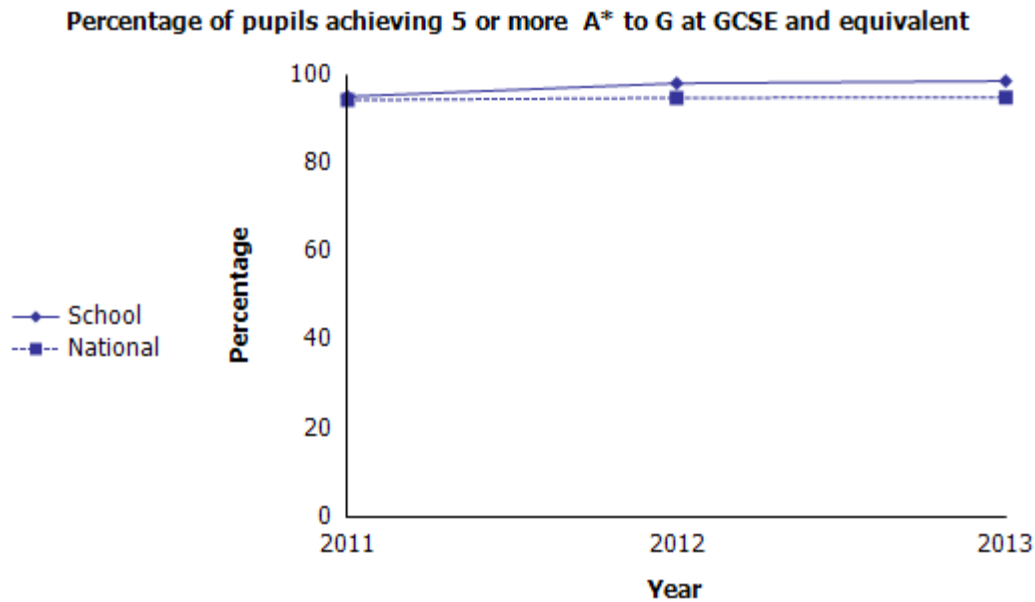 Percentage of pupils achieving 5 or more  A* to G at GCSE and equivalent
100
80
60
40
20
0
Percentage
School
National
2011 2012 2013
Year